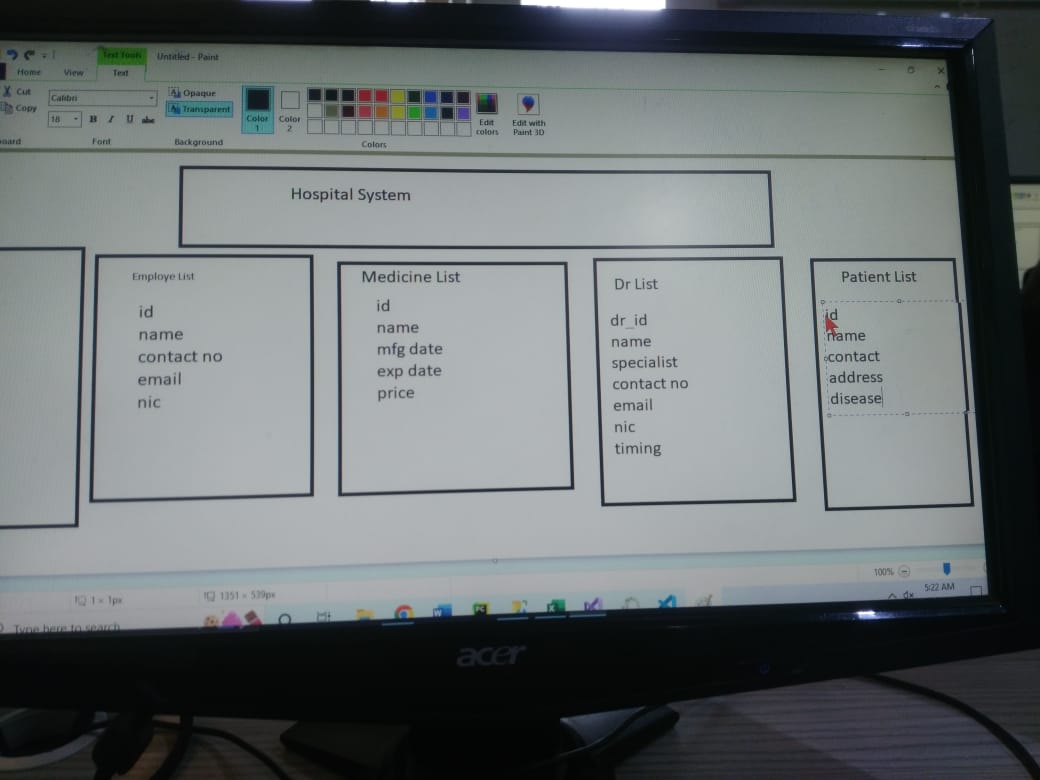 Text Tools
Untitled - Paint
Home
View
Text
Cut
Copy
Calibri
18
B
I
U
abc
Font
Opaque
Transparent
Background
Color
1
Color
2
Colors
Edit
colors
Edit with
Paint 3D
Hospital System
Employe List
id
name
contact no
email
nic
Medicine List
id
name
mfg date
exp date
price
Dr List
dr_id
name
specialist
contact no
email
nic
timing
Patient List
id
name
contact
address
disease
1 × 1px
1351 × 539px
100%
Type here to search
5:22 AM
acer